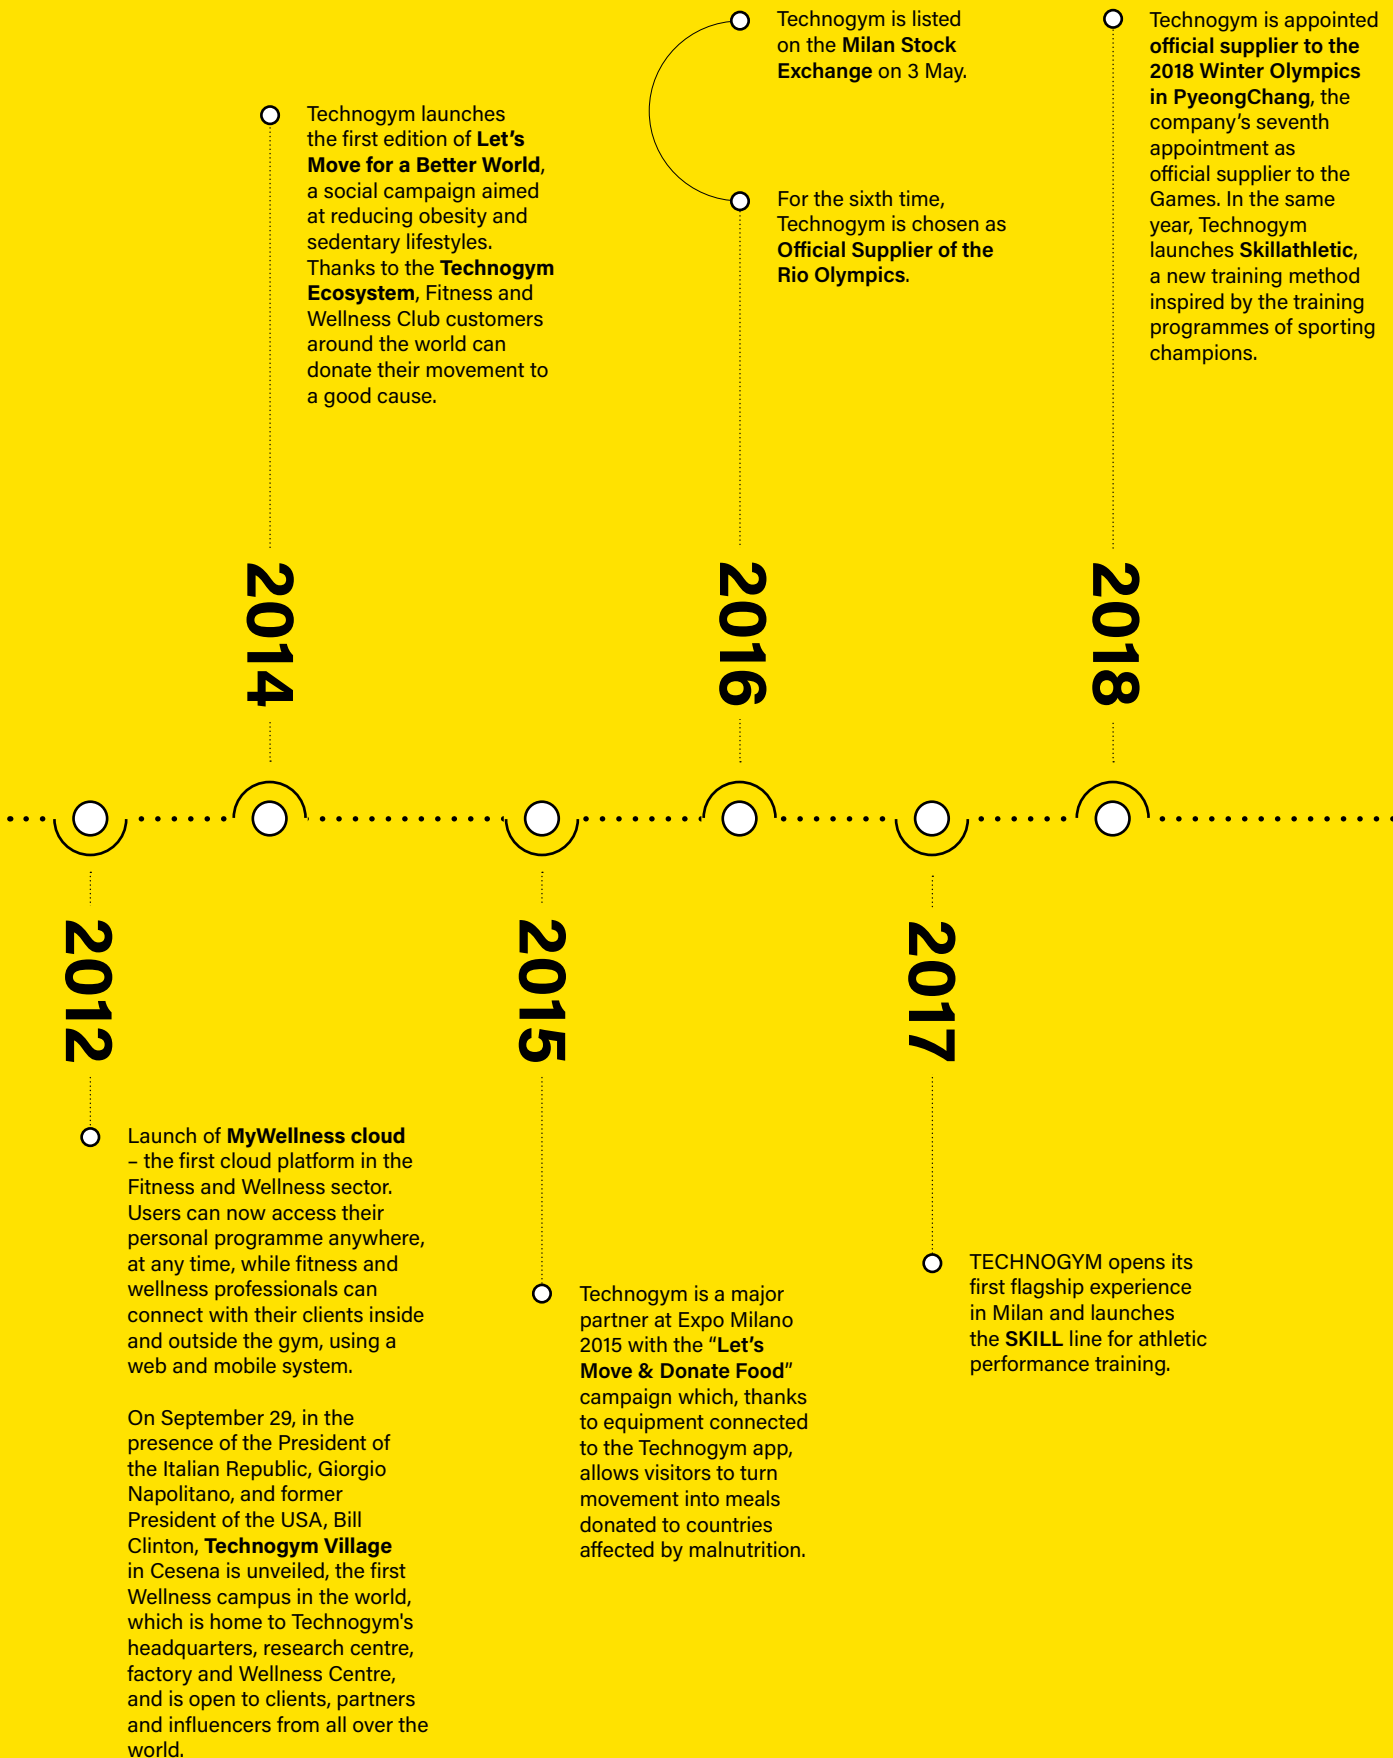 Technogym launches
the first edition of Let’s
Move for a Better World,
a social campaign aimed
at reducing obesity and
sedentary lifestyles.
Thanks to the Technogym
Ecosystem, Fitness and
Wellness Club customers
around the world can
donate their movement to
a good cause.
2014
Technogym is listed
on the Milan Stock
Exchange on 3 May.
For the sixth time,
Technogym is chosen as
Official Supplier of the
Rio Olympics.
2016
Technogym is appointed
official supplier to the
2018 Winter Olympics
in PyeongChang, the
company’s seventh
appointment as
official supplier to the
Games. In the same
year, Technogym
launches Skillathletic,
a new training method
inspired by the training
programmes of sporting
champions.
2018
2012
Launch of MyWellness cloud
– the first cloud platform in the
Fitness and Wellness sector.
Users can now access their
personal programme anywhere,
at any time, while fitness and
wellness professionals can
connect with their clients inside
and outside the gym, using a
web and mobile system.
On September 29, in the
presence of the President of
the Italian Republic, Giorgio
Napolitano, and former
President of the USA, Bill
Clinton, Technogym Village
in Cesena is unveiled, the first
Wellness campus in the world,
which is home to Technogym's
headquarters, research centre,
factory and Wellness Centre,
and is open to clients, partners
and influencers from all over the
world.
2015
Technogym is a major
partner at Expo Milano
2015 with the “Let’s
Move & Donate Food”
campaign which, thanks
to equipment connected
to the Technogym app,
allows visitors to turn
movement into meals
donated to countries
affected by malnutrition.
2017
TECHNOGYM opens its
first flagship experience
in Milan and launches
the SKILL line for athletic
performance training.